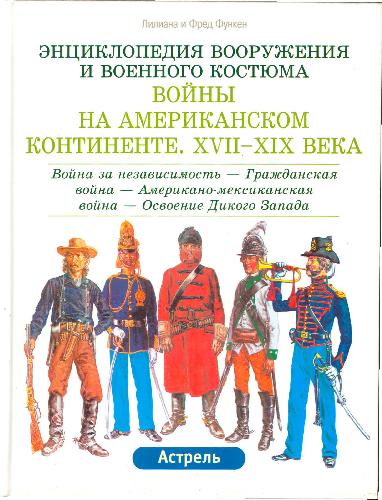 Лилиана и Фред Функен
ЭНЦИКЛОПЕДИЯ ВООРУЖЕНИЯ
И ВОЕННОГО КОСТЮМА
ВОЙНЫ
НА АМЕРИКАНСКОМ
КОНТИНЕНТЕ. XVII–XIX ВЕКА
Война за независимость — Гражданская
война — Американо-мексиканская
война — Освоение Дикого Запада
Астрель